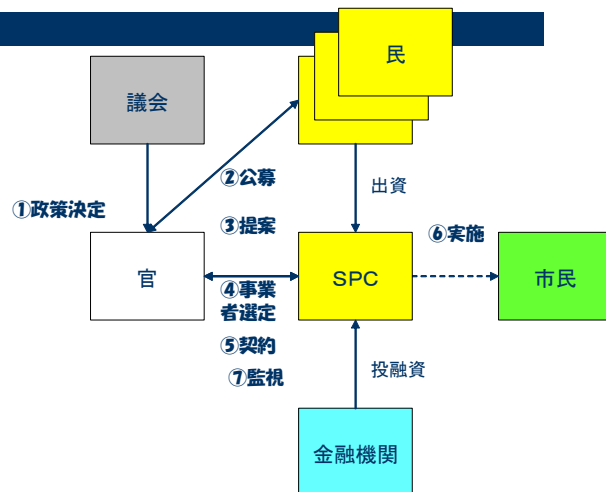 民
議会
②公募
出資
①政策決定
③提案
⑥実施
官
SPC
市民
④事業
者選定
⑤契約
⑦監視
投融資
金融機関